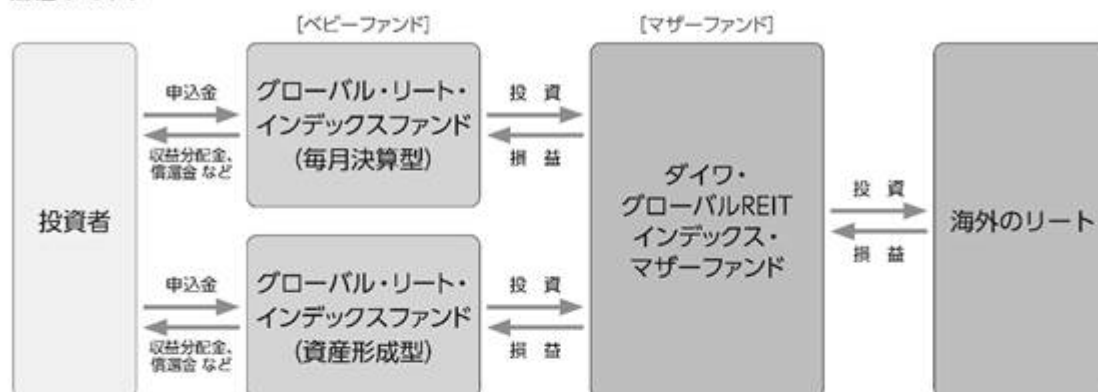 [ベビーファンド]
[マザーファンド]
投資者
申込金
収益分配金、
償還金 など
グローバル・リート・
インデックスファンド
(毎月決算型)
投 資
損 益
申込金
収益分配金、
償還金 など
グローバル・リート・
インデックスファンド
(資産形成型)
投 資
損 益
ダイワ・
グローバルREIT
インデックス・
マザーファンド
投 資
損 益
海外のリート